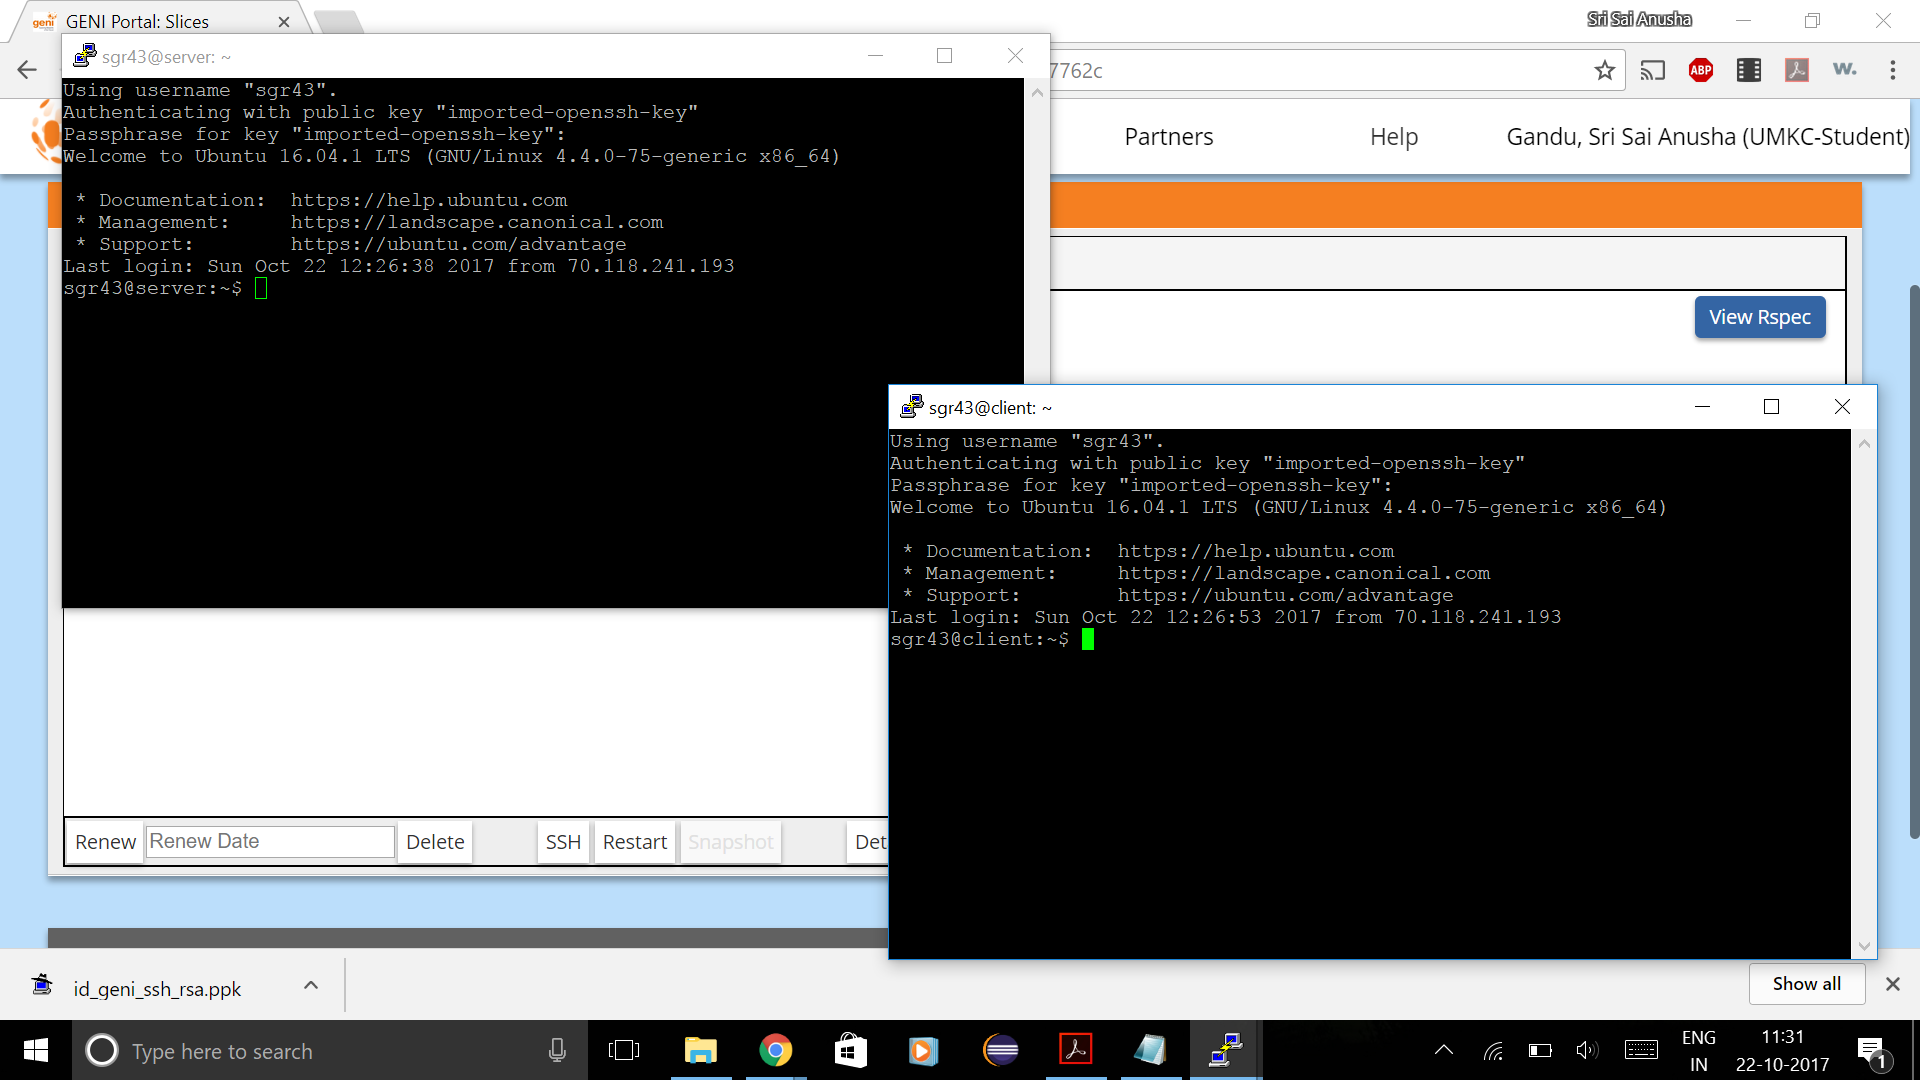 geni
GENI Portal: Slices
Sri Sai Anusha
sgr43@server: ~
7762c
ABP
w.
Using username "sgr43".
Authenticating with public key "imported-openssh-key"
Passphrase for key "imported-openssh-key":
Welcome to Ubuntu 16.04.1 LTS (GNU/Linux 4.4.0-75-generic x86_64)
* Documentation: https://help.ubuntu.com
* Management: https://landscape.canonical.com
* Support: https://ubuntu.com/advantage
Last login: Sun Oct 22 12:26:38 2017 from 70.118.241.193
sgr43@server:~$
Partners
Help
Gandu, Sri Sai Anusha (UMKC-Student)
View Rspec
sgr43@client: ~
Using username "sgr43".
Authenticating with public key "imported-openssh-key"
Passphrase for key "imported-openssh-key":
Welcome to Ubuntu 16.04.1 LTS (GNU/Linux 4.4.0-75-generic x86_64)
* Documentation: https://help.ubuntu.com
* Management: https://landscape.canonical.com
* Support: https://ubuntu.com/advantage
Last login: Sun Oct 22 12:26:53 2017 from 70.118.241.193
sgr43@client:~$
Renew
Renew Date
Delete
SSH
Restart
Snapshot
Det
id_geni_ssh_rsa.ppk
Show all
Type here to search
ENG
IN
11:31
22-10-2017
1